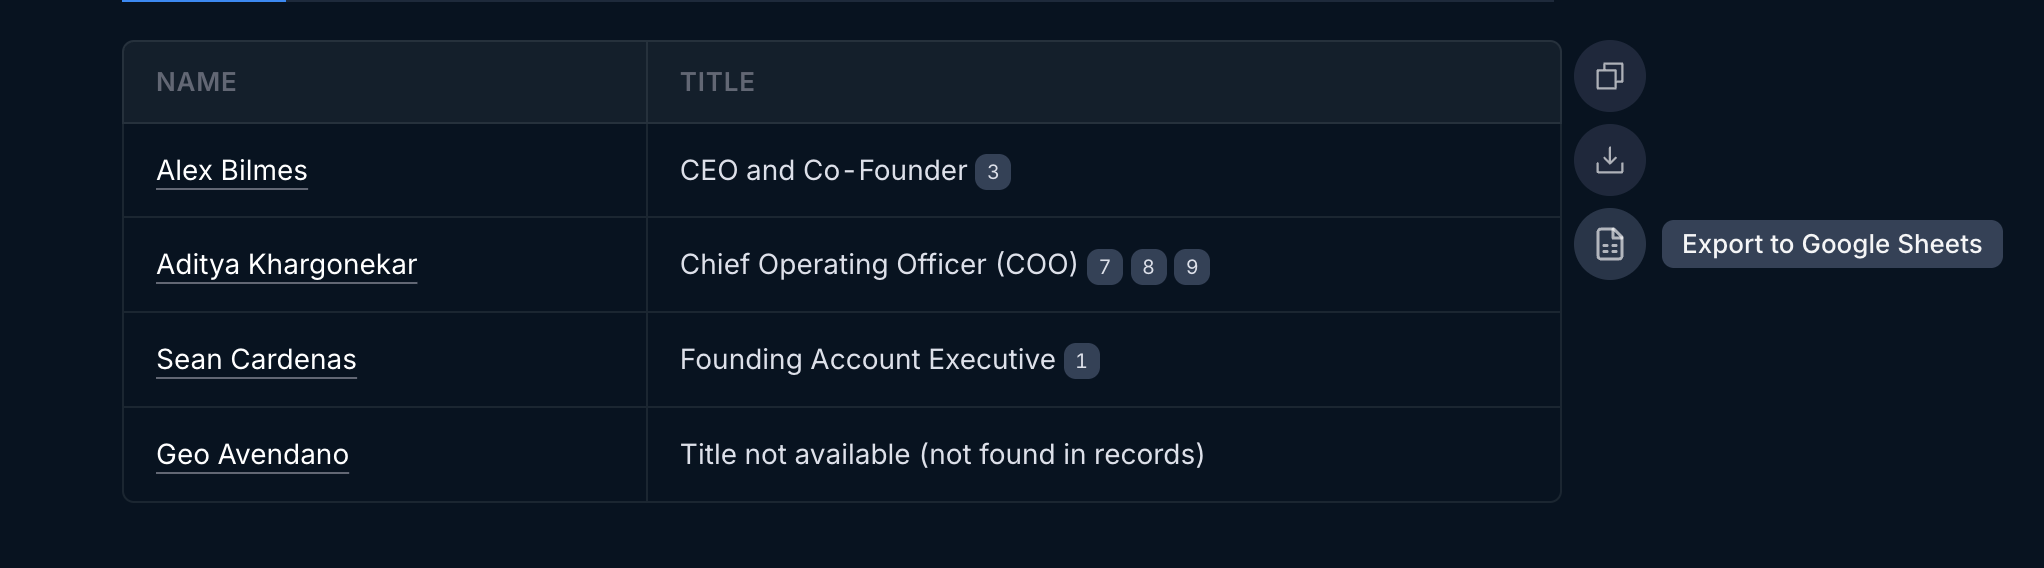 NAME TITLE
Alex Bilmes CEO and Co-Founder 3
Aditya Khargonekar Chief Operating Officer (COO) 7 8 9
Export to Google Sheets
Sean Cardenas Founding Account Executive 1
Geo Avendano Title not available (not found in records)